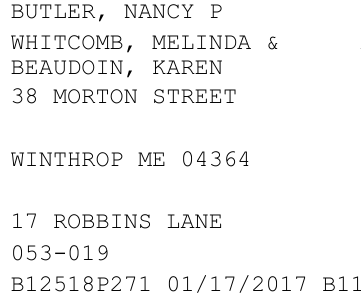 BUTLER, NANCY P
WHITCOMB, MELINDA &
BEAUDOIN, KAREN
38 MORTON STREET
WINTHROP ME 04364
17 ROBBINS LANE
053-019
B12518P271 01/17/2017 B11